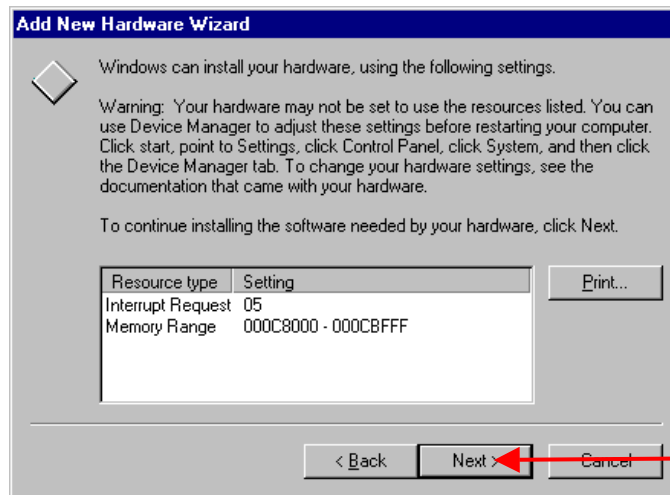 Add New Hardware Wizard
Windows can install your hardware, using the following settings.
Warning:  Your hardware may not be set to use the resources listed. You can
use Device Manager to adjust these settings before restarting your computer.
Click start, point to Settings, click Control Panel, click System, and then click
the Device Manager tab. To change your hardware settings, see the
documentation that came with your hardware.
To continue installing the software needed by your hardware, click Next.
Resource type Setting
Interrupt Request 05
Memory Range 000C8000 - 000CBFFF
Print...
< Back Next > Cancel